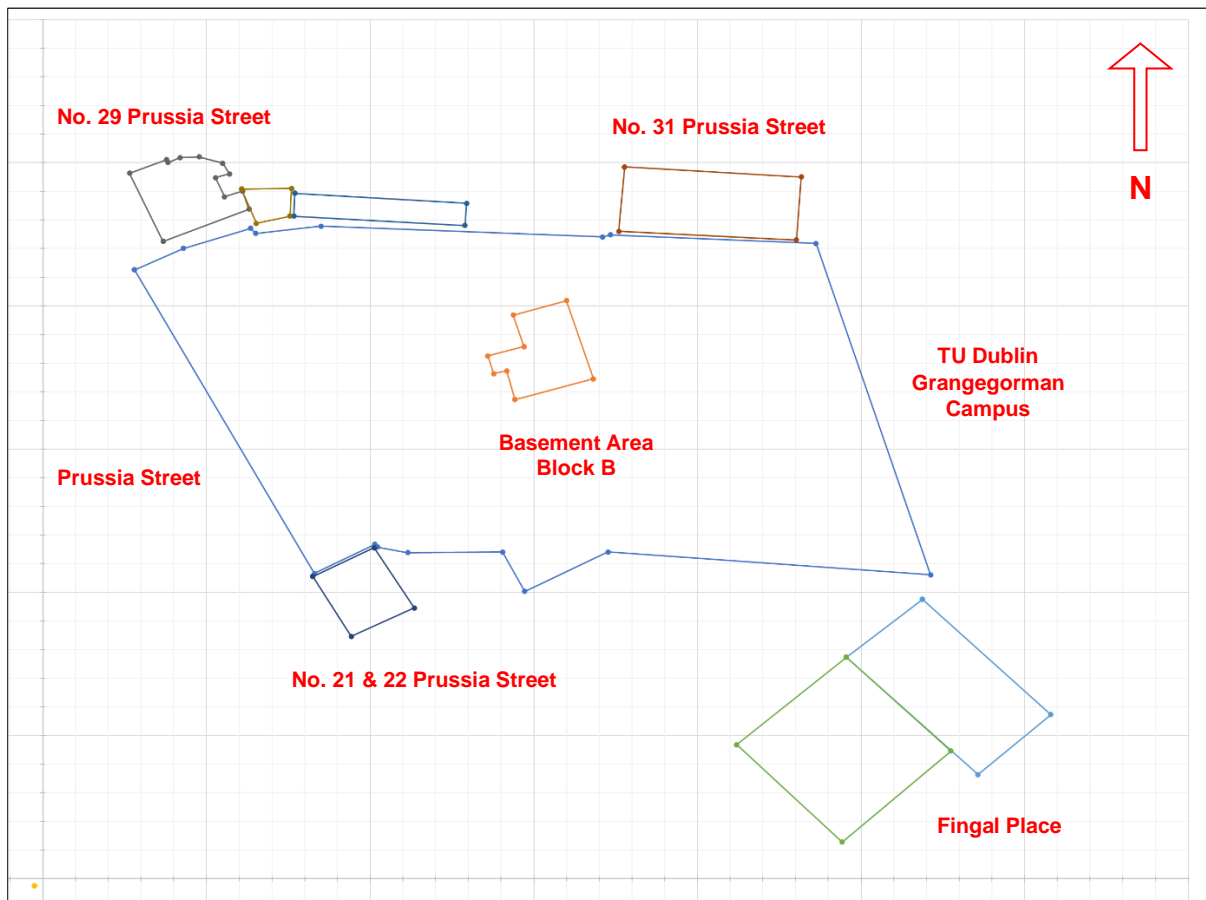 No. 29 Prussia Street
No. 31 Prussia Street
N
TU Dublin
Grangegorman
Campus
Basement Area
Block B
Prussia Street
No. 21 & 22 Prussia Street
Fingal Place